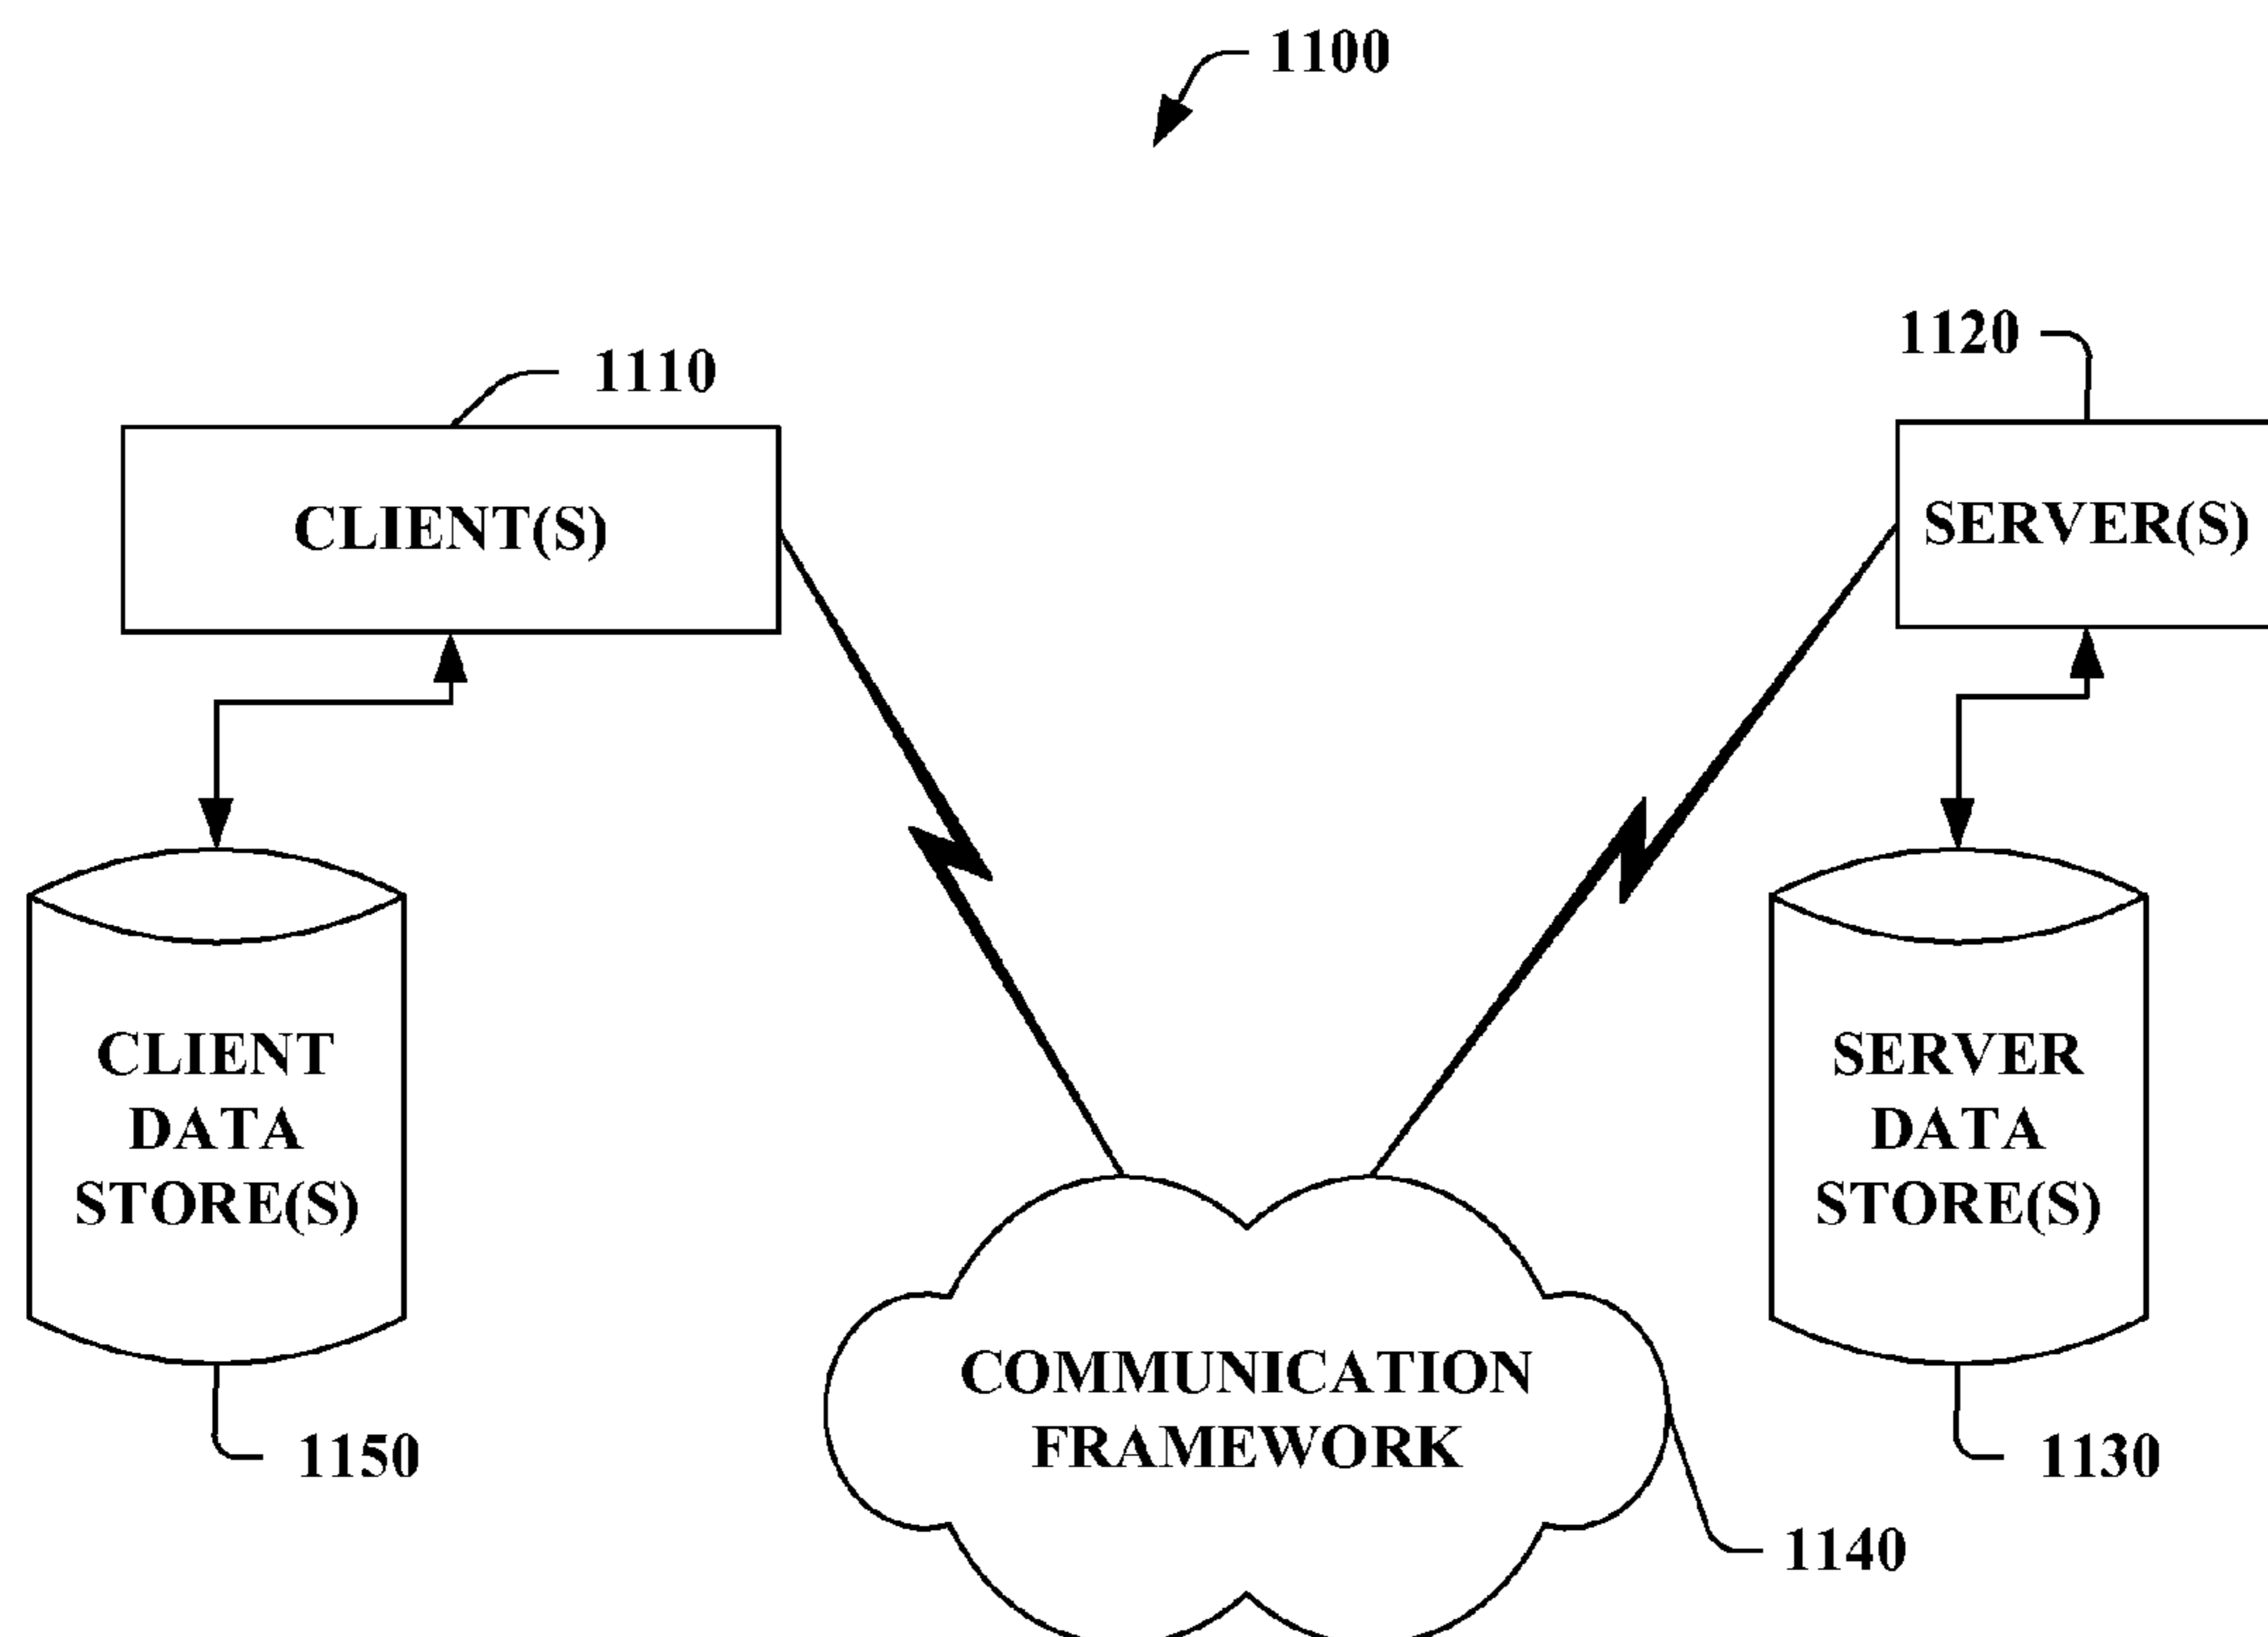 1100
1110
1120
CLIENT(S)
SERVER(S)
CLIENT
DATA
STORE(S)
SERVER
DATA
STORE(S)
COMMUNICATION
FRAMEWORK
1150
1130
1140